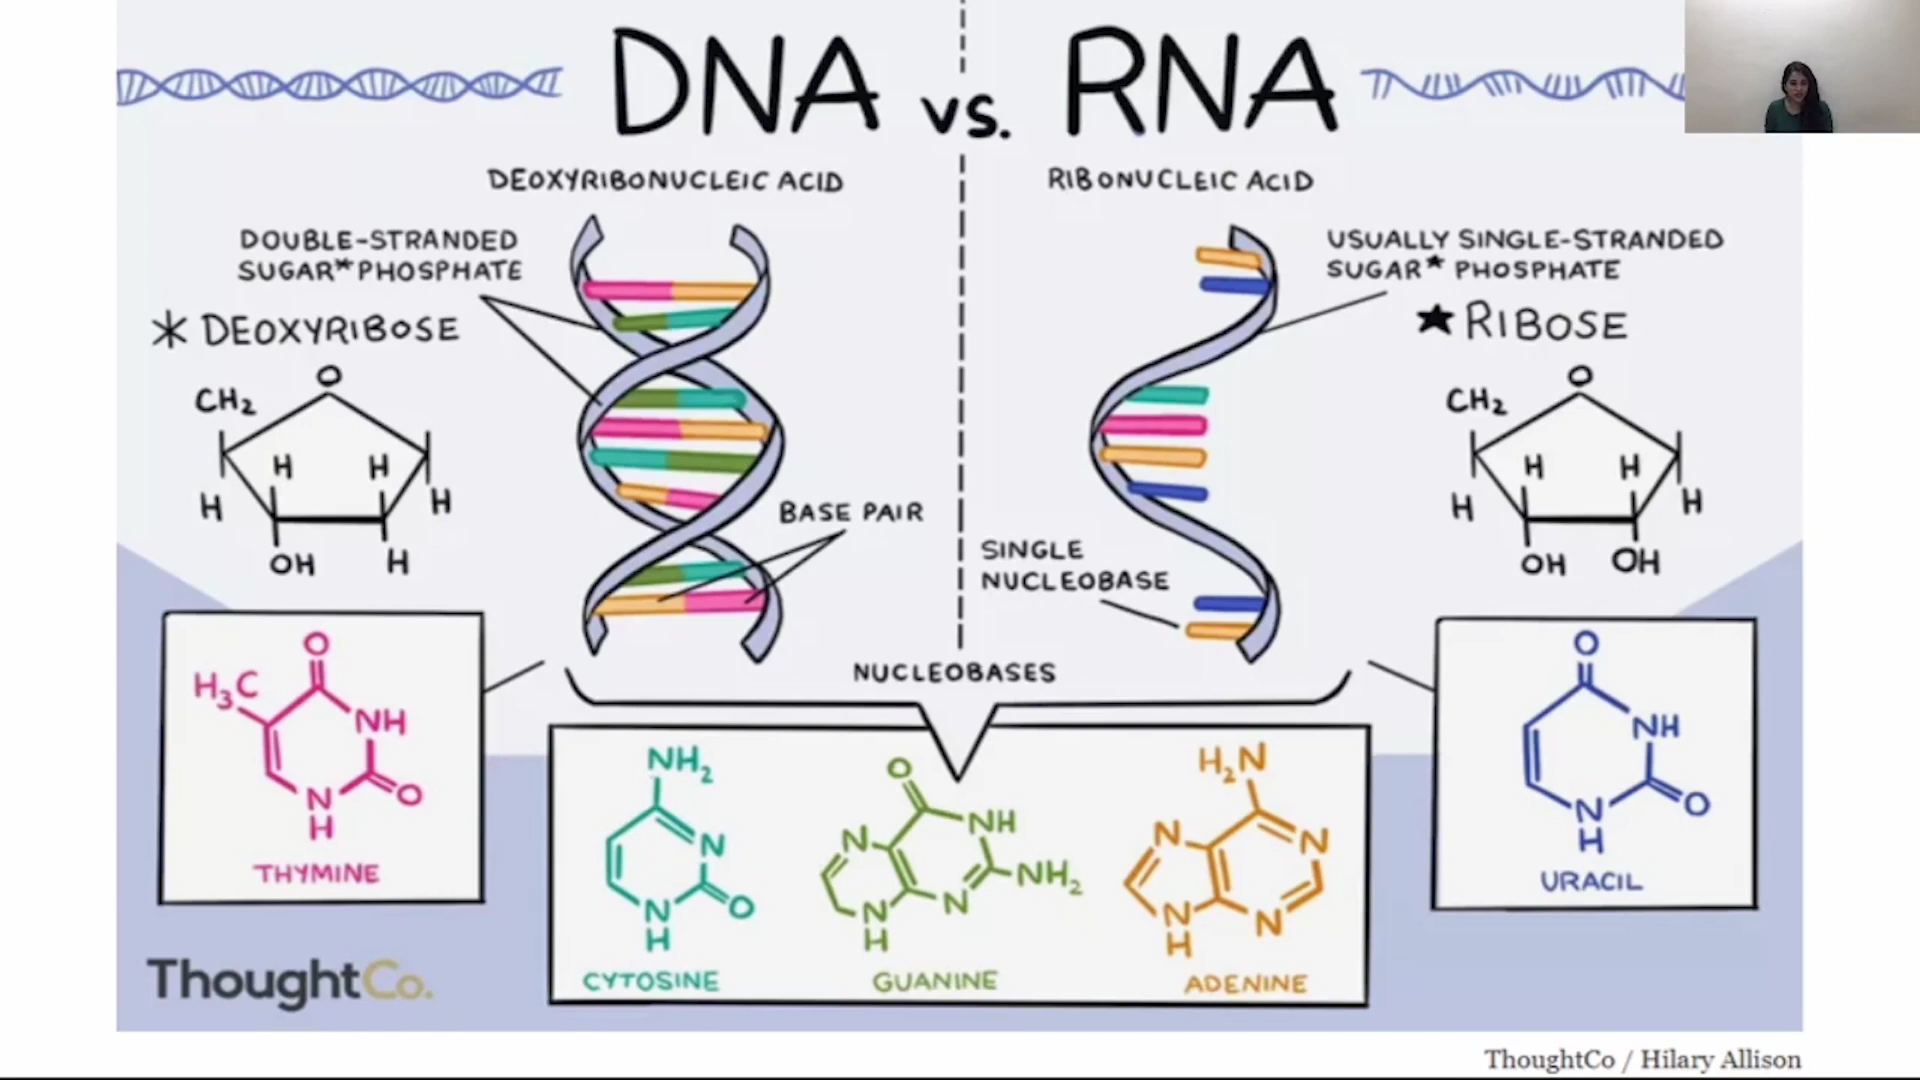 DNA vs. RNA
DEOXYRIBONUCLEIC ACID
DOUBLE-STRANDED
SUGAR* PHOSPHATE
* DEOXYRIBOSE
O
CH2
H
H
H
H
OH
H
BASE PAIR
RIBONUCLEIC ACID
USUALLY SINGLE-STRANDED
SUGAR★ PHOSPHATE
★ RIBOSE
O
CH2
H
H
H
H
OH
OH
SINGLE
NUCLEOBASE
NUCLEOBASES
O
H3C
NH
N
H
O
THYMINE
NH2
N
N
H
O
CYTOSINE
O
N
NH
NH2
N
H
N
GUANINE
H2N
N
N
N
H
N
ADENINE
O
NH
N
H
O
URACIL
ThoughtCo.
ThoughtCo / Hilary Allison